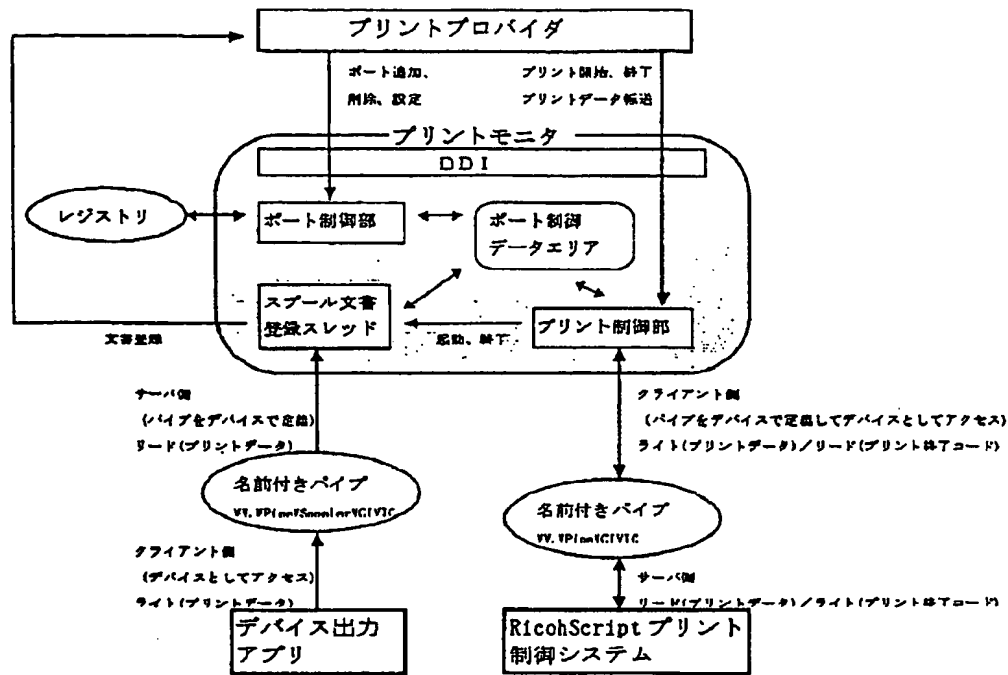 プリントプロバイダ
ポート追加、
削除、設定
プリント開始、終了
プリントデータ転送
プリントモニタ
DDI
レジストリ
ポート制御部
ポート制御
データエリア
スプール文書
登録スレッド
プリント制御部
文書登録
起動、終了
サーバ側
(パイプをデバイスで定義)
リード(プリントデータ)
クライアント側
(パイプをデバイスで定義してデバイスとしてアクセス)
ライト(プリントデータ)/リード(プリント終了コード)
名前付きパイプ
名前付きパイプ
クライアント側
(デバイスとしてアクセス)
ライト(プリントデータ)
サーバ側
リード(プリントデータ)/ライト(プリント終了コード)
デバイス出力
アプリ
RicohScriptプリント
制御システム